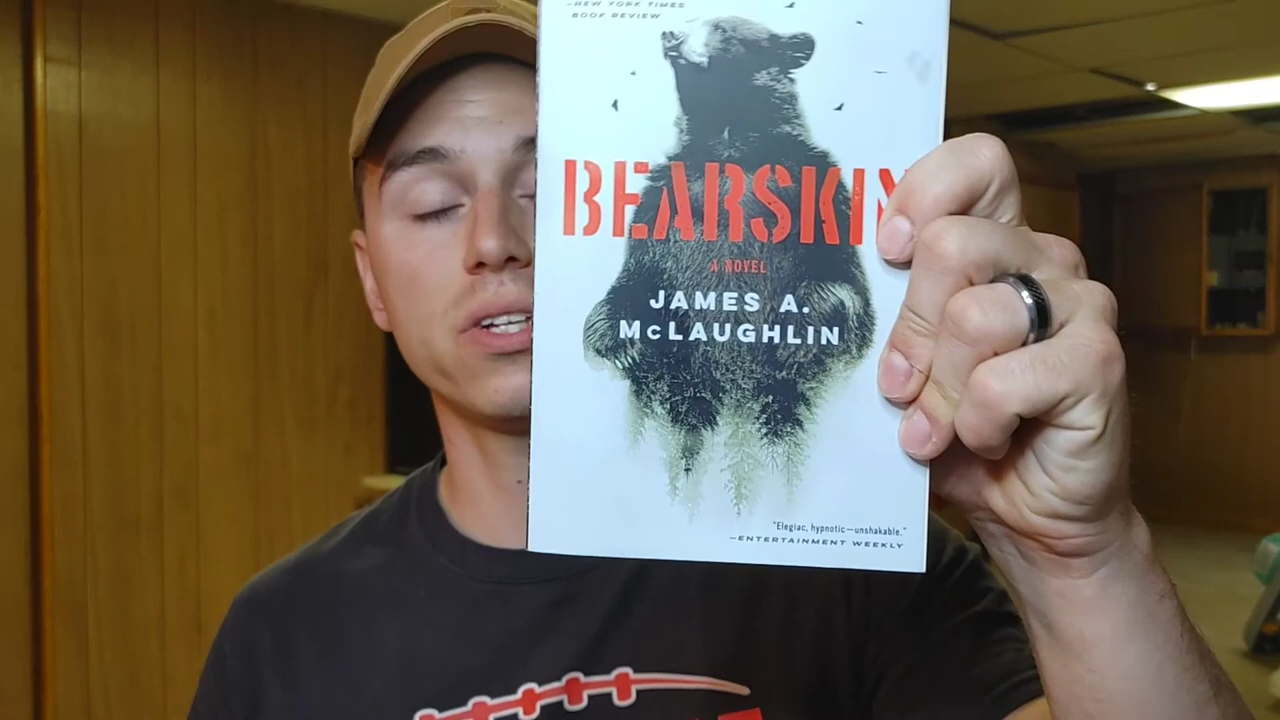 —NEW YORK TIMES
BOOK REVIEW
BEARSKIN
A NOVEL
JAMES A.
McLAUGHLIN
"Elegiac, hypnotic—unshakable."
—ENTERTAINMENT WEEKLY